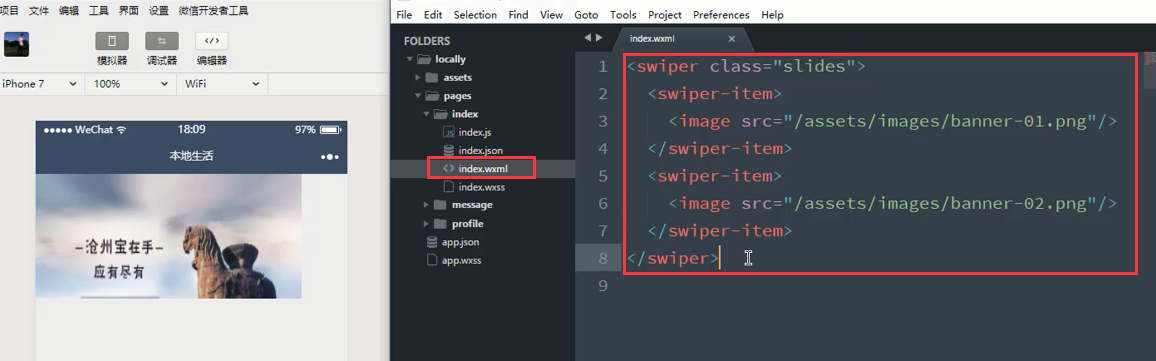 项目 文件 编辑 工具 界面 设置 微信开发者工具
模拟器 调试器 编辑器
iPhone 7 100% WiFi
WeChat 18:09 97%
本地生活
沧州宝在手
应有尽有
File Edit Selection Find View Goto Tools Project Preferences Help
FOLDERS
locally
assets
pages
index
index.js
index.json
index.wxml
index.wxss
message
profile
app.json
app.wxss
index.wxml ×
1 <swiper class="slides">
2 <swiper-item>
3 <image src="/assets/images/banner-01.png"/>
4 </swiper-item>
5 <swiper-item>
6 <image src="/assets/images/banner-02.png"/>
7 </swiper-item>
8 </swiper>
9